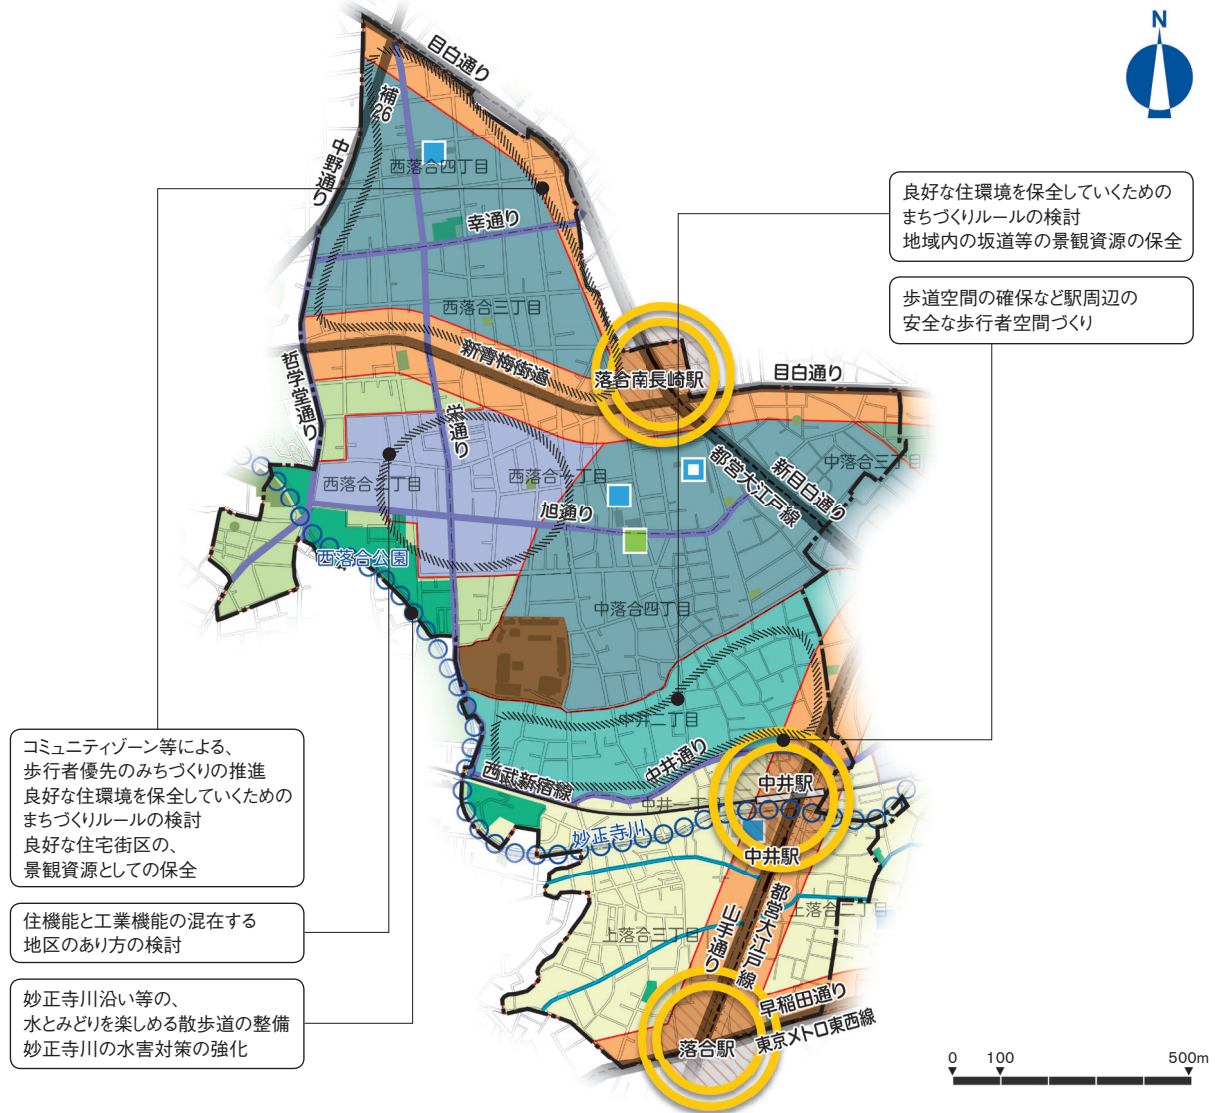 N
目白通り
補26
中野通り
西落合四丁目
幸通り
西落合三丁目
新青梅街道
落合南長崎駅
目白通り
哲学堂通り
栄通り
西落合二丁目
西落合一丁目
旭通り
都営大江戸線
新目白通り
中落合三丁目
西落合公園
中落合四丁目
中井二丁目
中井通り
西武新宿線
中井駅
中井一丁目
妙正寺川
中井駅
都営大江戸線
山手通り
上落合二丁目
上落合三丁目
早稲田通り
東京メトロ東西線
落合駅
良好な住環境を保全していくための
まちづくりルールの検討
地域内の坂道等の景観資源の保全
歩道空間の確保など駅周辺の
安全な歩行者空間づくり
コミュニティゾーン等による、
歩行者優先のみちづくりの推進
良好な住環境を保全していくための
まちづくりルールの検討
良好な住宅街区の、
景観資源としての保全
住機能と工業機能の混在する
地区のあり方の検討
妙正寺川沿い等の、
水とみどりを楽しめる散歩道の整備
妙正寺川の水害対策の強化
0 100 500m